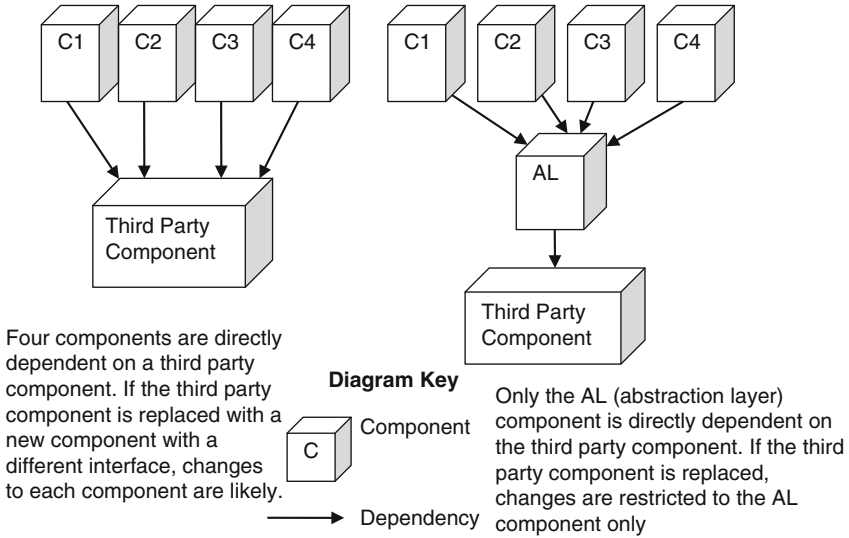 C1
C2
C3
C4
Third Party
Component
C1
C2
C3
C4
AL
Third Party
Component
Four components are directly
dependent on a third party
component. If the third party
component is replaced with a
new component with a
different interface, changes
to each component are likely.
Diagram Key
C
Component
Dependency
Only the AL (abstraction layer)
component is directly dependent on
the third party component. If the third
party component is replaced,
changes are restricted to the AL
component only